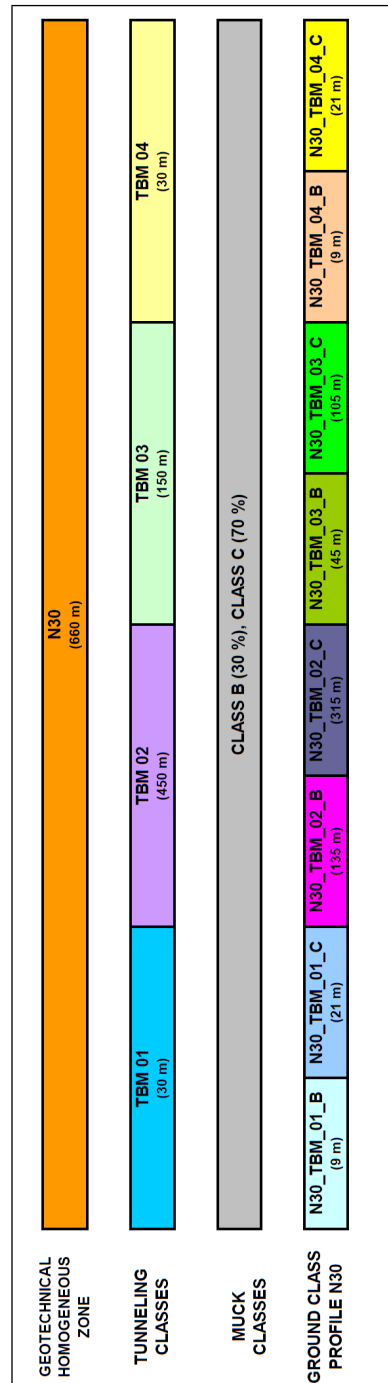 GEOTECHNICAL
HOMOGENEOUS
ZONE
N30
(660 m)
TUNNELING
CLASSES
TBM 01
(30 m)
TBM 02
(450 m)
TBM 03
(150 m)
TBM 04
(30 m)
MUCK
CLASSES
CLASS B (30 %), CLASS C (70 %)
GROUND CLASS
PROFILE N30
N30_TBM_01_B
(9 m)
N30_TBM_01_C
(21 m)
N30_TBM_02_B
(135 m)
N30_TBM_02_C
(315 m)
N30_TBM_03_B
(45 m)
N30_TBM_03_C
(105 m)
N30_TBM_04_B
(9 m)
N30_TBM_04_C
(21 m)